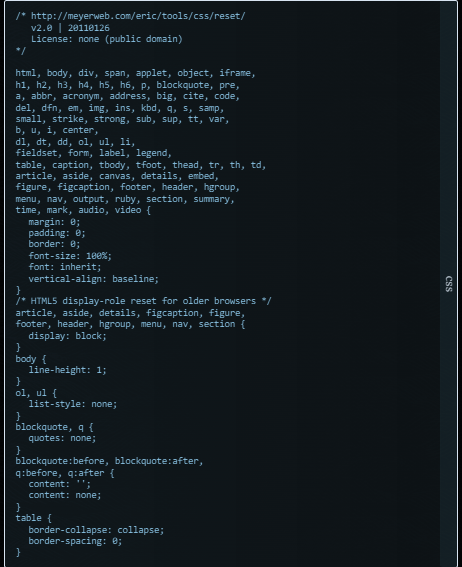 /* http://meyerweb.com/eric/tools/css/reset/
v2.0 | 20110126
License: none (public domain)
*/
html, body, div, span, applet, object, iframe,
h1, h2, h3, h4, h5, h6, p, blockquote, pre,
a, abbr, acronym, address, big, cite, code,
del, dfn, em, img, ins, kbd, q, s, samp,
small, strike, strong, sub, sup, tt, var,
b, u, i, center,
dl, dt, dd, ol, ul, li,
fieldset, form, label, legend,
table, caption, tbody, tfoot, thead, tr, th, td,
article, aside, canvas, details, embed,
figure, figcaption, footer, header, hgroup,
menu, nav, output, ruby, section, summary,
time, mark, audio, video {
margin: 0;
padding: 0;
border: 0;
font-size: 100%;
font: inherit;
vertical-align: baseline;
}
/* HTML5 display-role reset for older browsers */
article, aside, details, figcaption, figure,
footer, header, hgroup, menu, nav, section {
display: block;
}
body {
line-height: 1;
}
ol, ul {
list-style: none;
}
blockquote, q {
quotes: none;
}
blockquote:before, blockquote:after,
q:before, q:after {
content: '';
content: none;
}
table {
border-collapse: collapse;
border-spacing: 0;
}
CSS